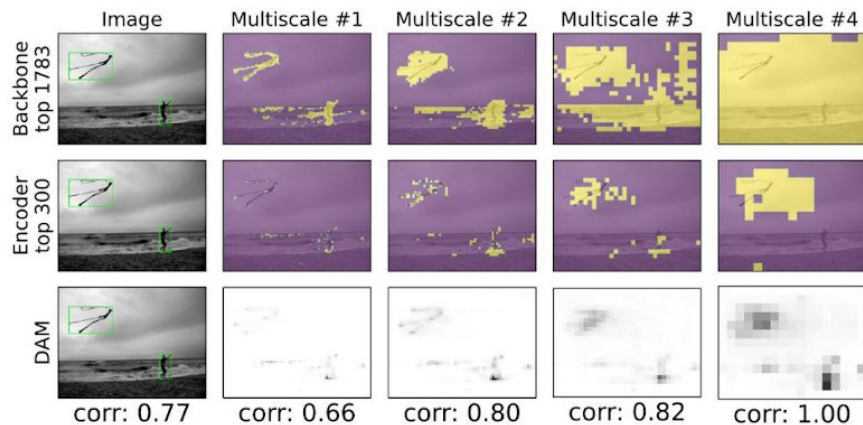 Image Multiscale #1 Multiscale #2 Multiscale #3 Multiscale #4
Backbone
top 1783
Encoder
top 300
DAM
corr: 0.77 corr: 0.66 corr: 0.80 corr: 0.82 corr: 1.00